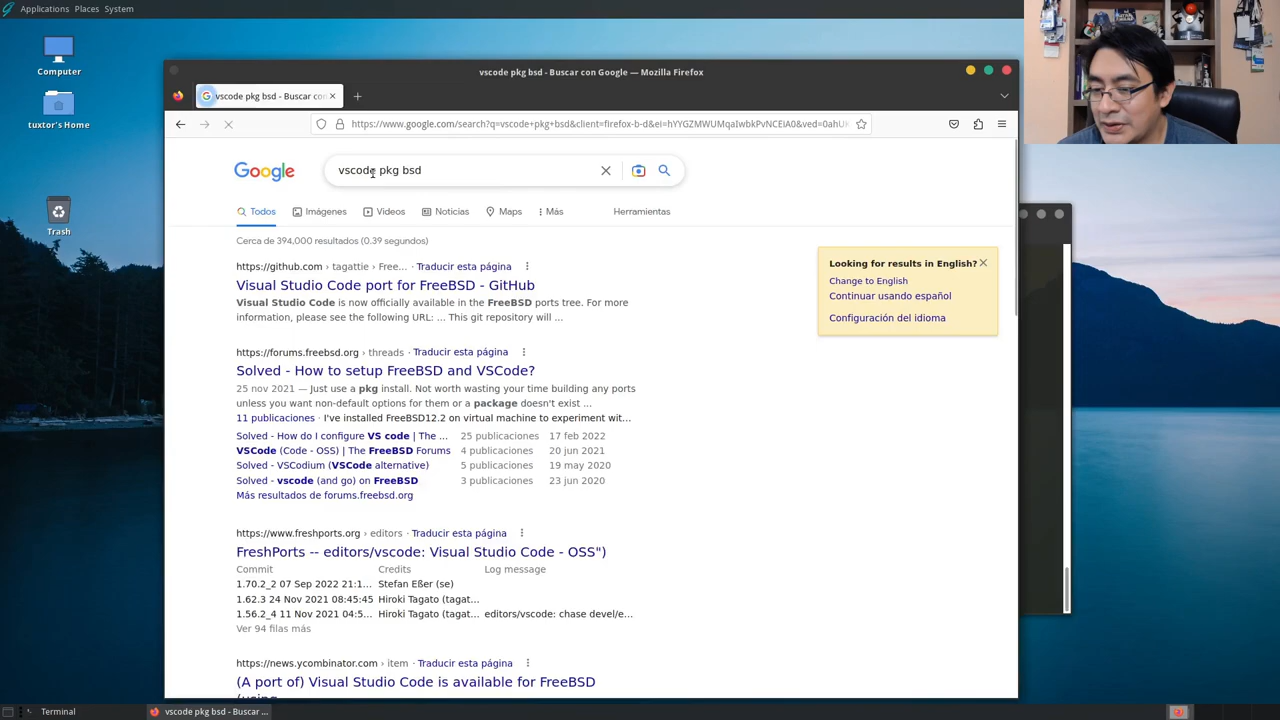 Applications Places System
Computer
tuxtor's Home
Trash
vscode pkg bsd - Buscar con Google — Mozilla Firefox
vscode pkg bsd - Buscar con
https://www.google.com/search?q=vscode+pkg+bsd&client=firefox-b-d&ei=hYYGZMWUMqaIwbkPvNCEiA0&ved=0ahUK
Google
vscode pkg bsd
Todos Imágenes Videos Noticias Maps Más Herramientas
Cerca de 394,000 resultados (0.39 segundos)
https://github.com › tagattie › Free... · Traducir esta página
Visual Studio Code port for FreeBSD - GitHub
Visual Studio Code is now officially available in the FreeBSD ports tree. For more
information, please see the following URL: ... This git repository will ...
https://forums.freebsd.org › threads · Traducir esta página
Solved - How to setup FreeBSD and VSCode?
25 nov 2021 — Just use a pkg install. Not worth wasting your time building any ports
unless you want non-default options for them or a package doesn't exist ...
11 publicaciones · I've installed FreeBSD12.2 on virtual machine to experiment wit...
Solved - How do I configure VS code | The ... 25 publicaciones 17 feb 2022
VSCode (Code - OSS) | The FreeBSD Forums 4 publicaciones 20 jun 2021
Solved - VSCodium (VSCode alternative) 5 publicaciones 19 may 2020
Solved - vscode (and go) on FreeBSD 3 publicaciones 23 jun 2020
Más resultados de forums.freebsd.org
https://www.freshports.org › editors · Traducir esta página
FreshPorts -- editors/vscode: Visual Studio Code - OSS")
Commit Credits Log message
1.70.2_2 07 Sep 2022 21:1... Stefan Eßer (se)
1.62.3 24 Nov 2021 08:45:45 Hiroki Tagato (tagat...
1.56.2_4 11 Nov 2021 04:5... Hiroki Tagato (tagat... editors/vscode: chase devel/e...
Ver 94 filas más
https://news.ycombinator.com › item · Traducir esta página
(A port of) Visual Studio Code is available for FreeBSD
(using
Looking for results in English?
Change to English
Continuar usando español
Configuración del idioma
Terminal
vscode pkg bsd - Buscar ...